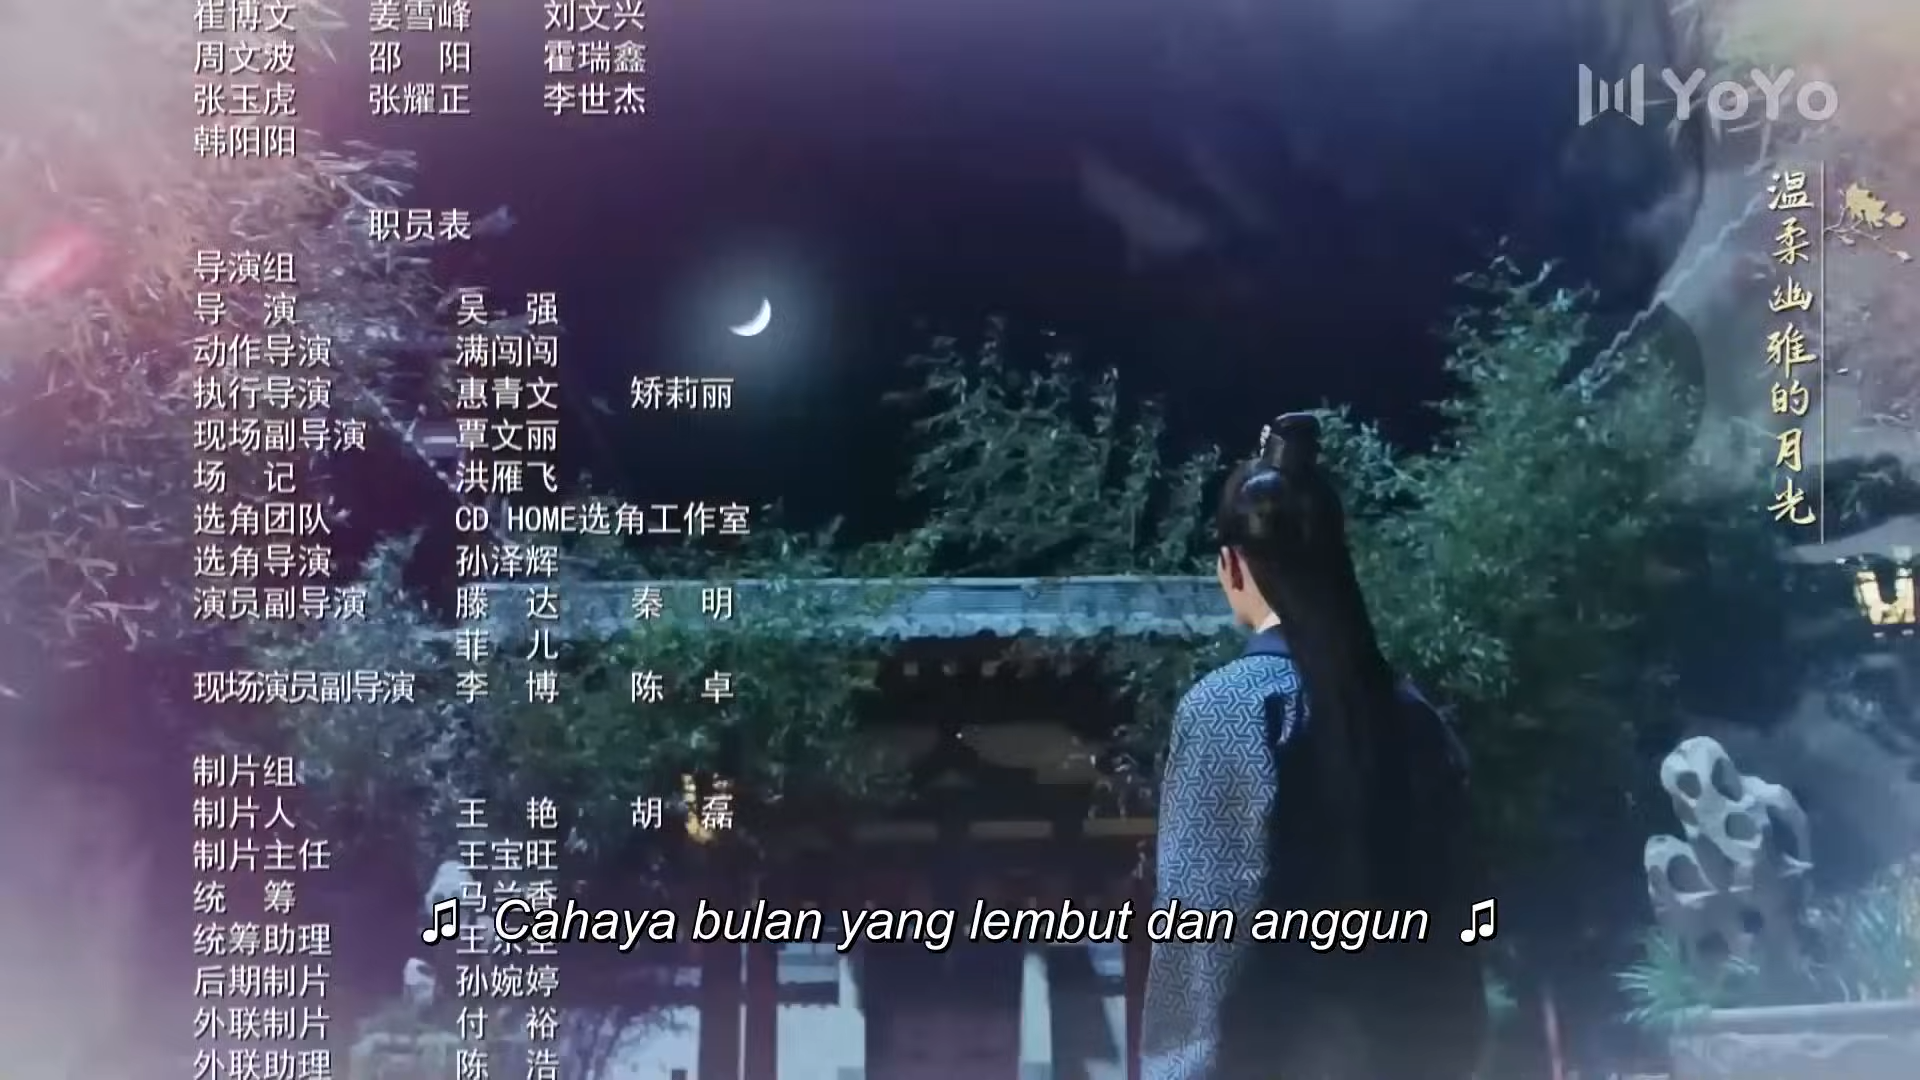 崔博文 姜雪峰 刘文兴
周文波 邵 阳 霍瑞鑫
张玉虎 张耀正 李世杰
韩阳阳
YoYo
温柔幽雅的月光
职员表
导演组
导 演 吴 强
动作导演 满闯闯
执行导演 惠青文 矫莉丽
现场副导演 覃文丽
场 记 洪雁飞
选角团队 CD HOME选角工作室
选角导演 孙泽辉
演员副导演 滕 达 秦 明
菲 儿
现场演员副导演 李 博 陈 卓
制片组
制片人 王 艳 胡 磊
制片主任 王宝旺
统 筹 马兰香
♫ Cahaya bulan yang lembut dan anggun ♫
统筹助理 王
后期制片 孙婉婷
外联制片 付 裕
外联助理 陈 浩